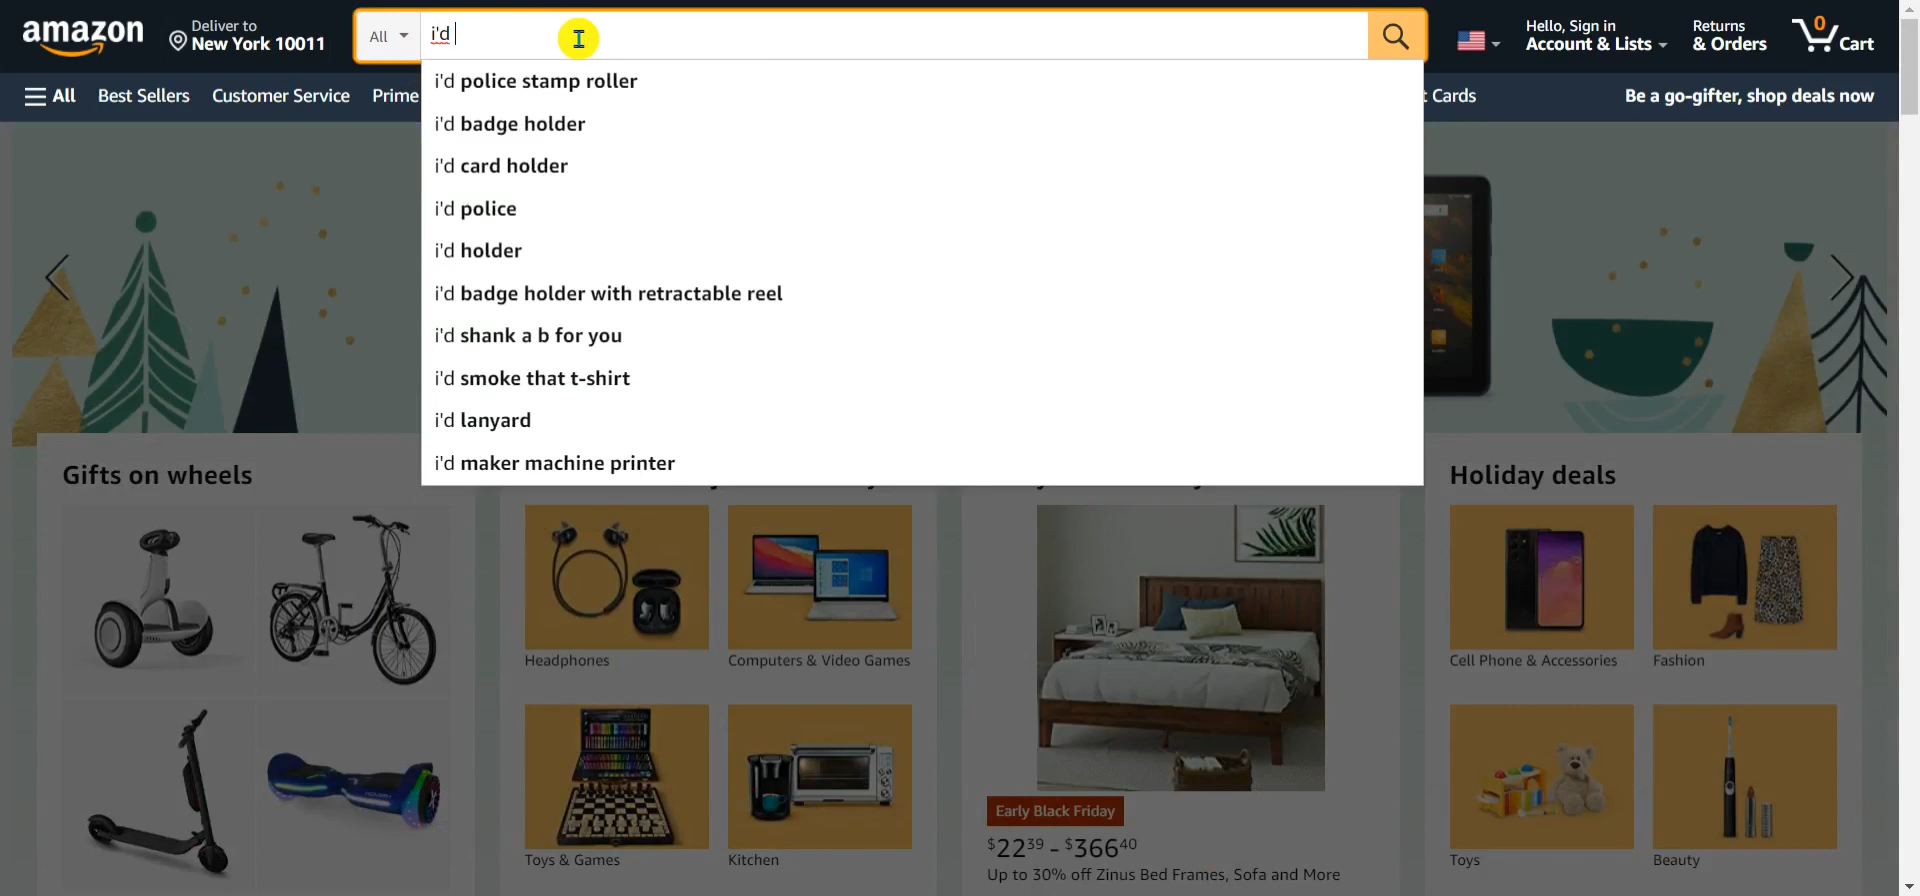 amazon
Deliver to
New York 10011
All
i'd
Hello, Sign in
Account & Lists
Returns
& Orders
0
Cart
All
Best Sellers
Customer Service
Prime
Cards
Be a go-gifter, shop deals now
i'd police stamp roller
i'd badge holder
i'd card holder
i'd police
i'd holder
i'd badge holder with retractable reel
i'd shank a b for you
i'd smoke that t-shirt
i'd lanyard
i'd maker machine printer
Gifts on wheels
Holiday deals
Headphones
Computers & Video Games
Cell Phone & Accessories
Fashion
Early Black Friday
$2239 - $36640
Up to 30% off Zinus Bed Frames, Sofa and More
Toys & Games
Kitchen
Toys
Beauty